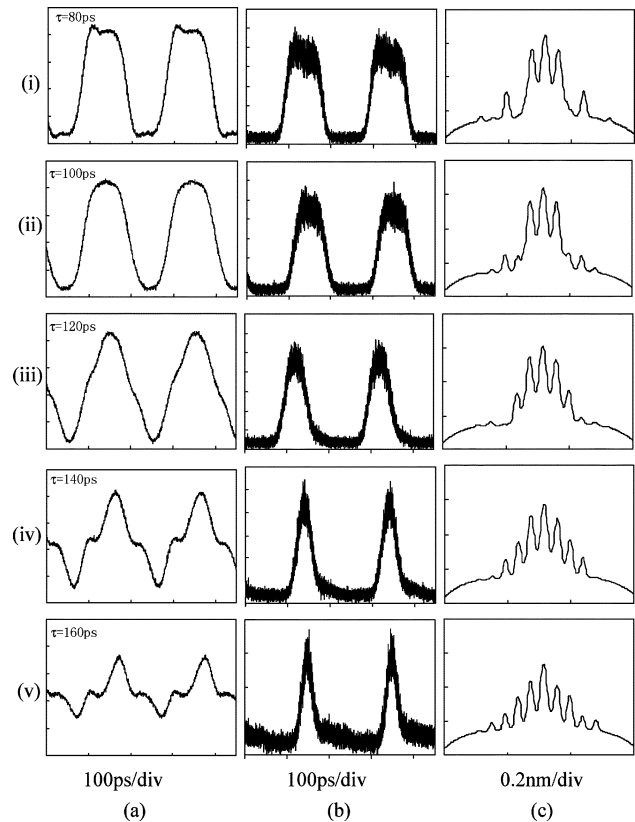 τ=80ps
(i)
τ=100ps
(ii)
τ=120ps
(iii)
τ=140ps
(iv)
τ=160ps
(v)
100ps/div 100ps/div 0.2nm/div
(a) (b) (c)